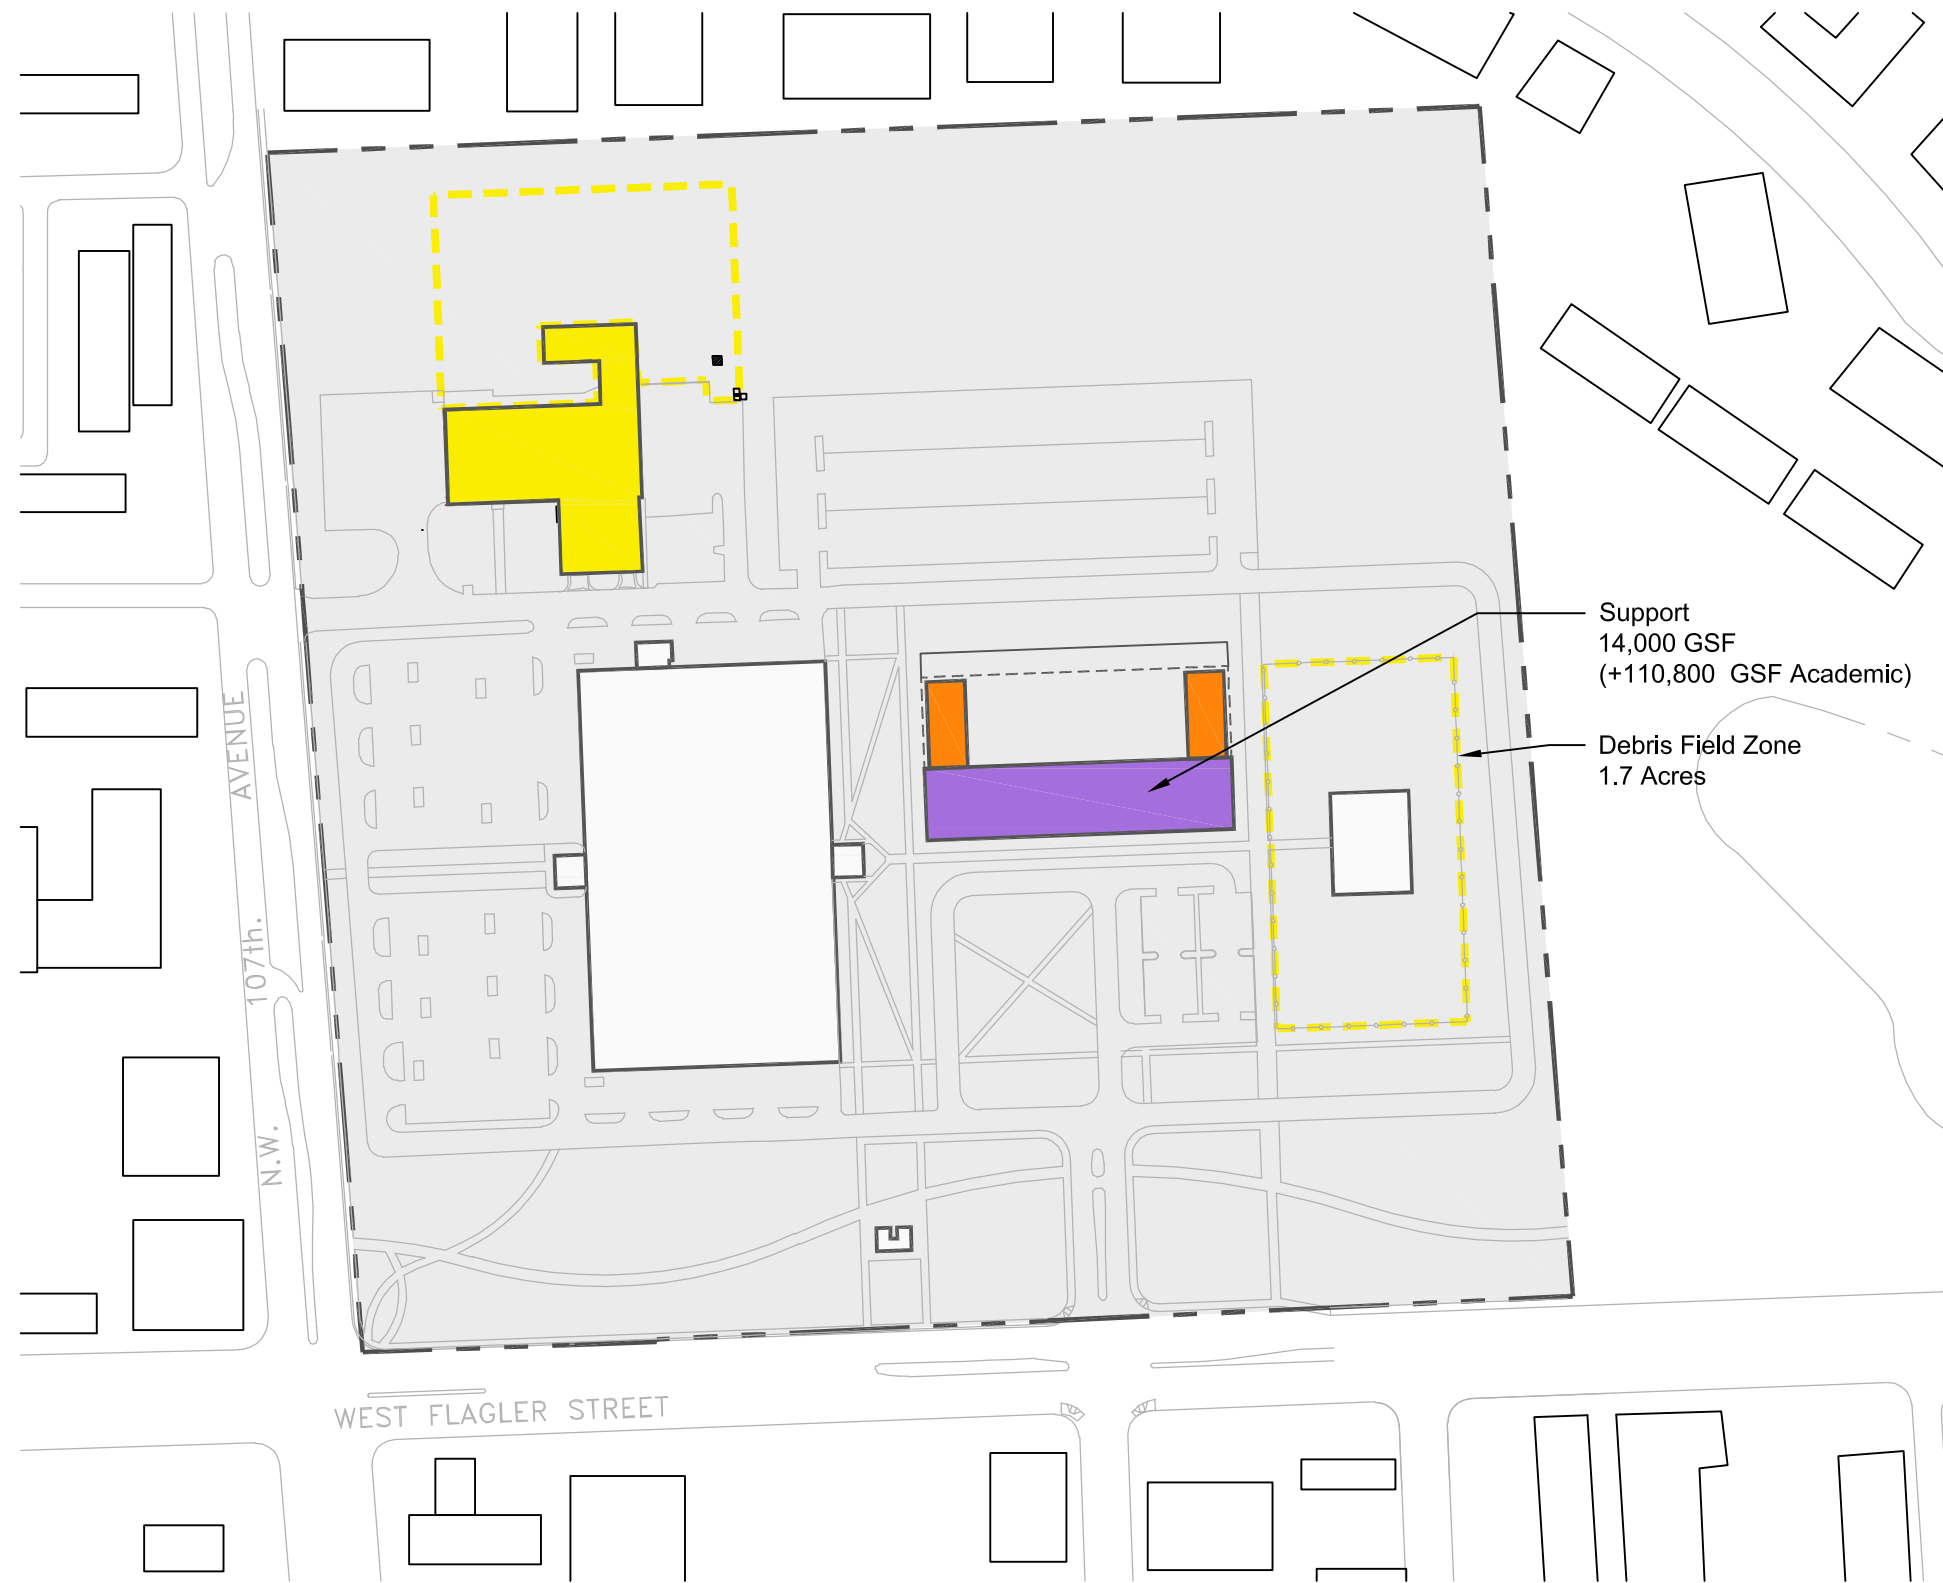 Support
14,000 GSF
(+110,800  GSF Academic)
Debris Field Zone
1.7 Acres
N.W. 107th. AVENUE
WEST FLAGLER STREET